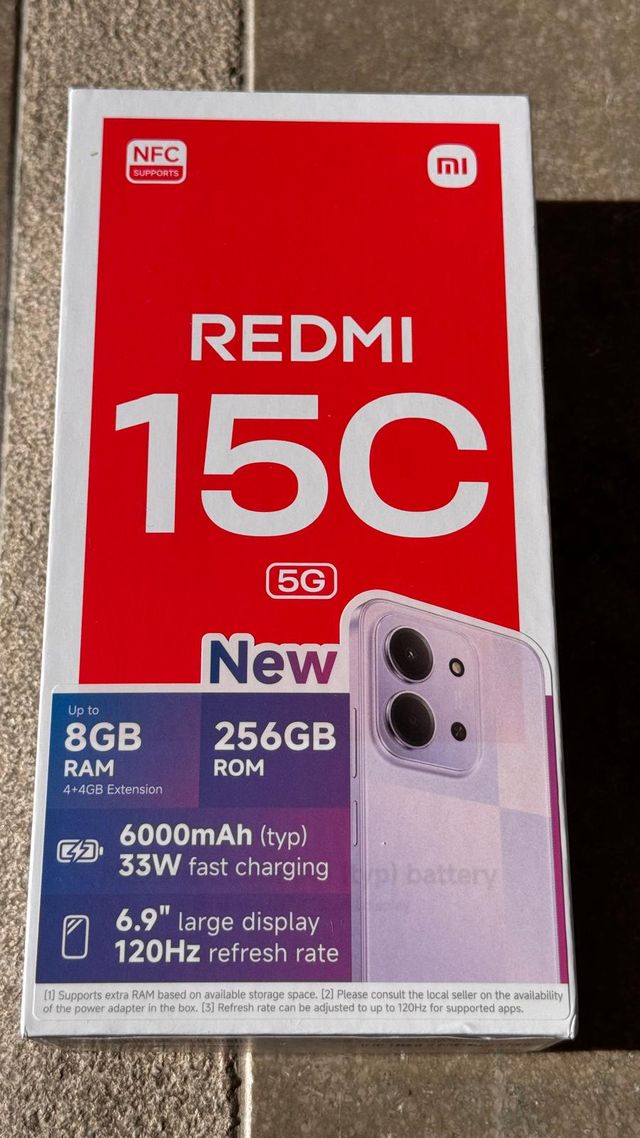 NFC
SUPPORTS
mi
REDMI
15C
5G
New
Up to
8GB
RAM
4+4GB Extension
256GB
ROM
6000mAh (typ)
33W fast charging
(typ) battery
6.9" large display
120Hz refresh rate
[1] Supports extra RAM based on available storage space. [2] Please consult the local seller on the availability
of the power adapter in the box. [3] Refresh rate can be adjusted to up to 120Hz for supported apps.